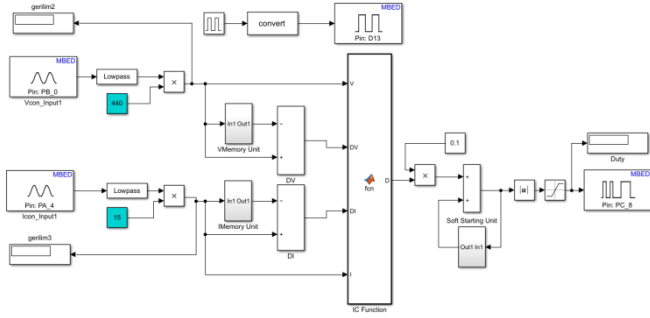 gerilim2
MBED
Pin: PB_0
Vcon_Input1
Lowpass
×
440
convert
MBED
Pin: D13
In1 Out1
VMemory Unit
−
+
DV
MBED
Pin: PA_4
Icon_Input1
Lowpass
×
15
gerilim3
In1 Out1
IMemory Unit
−
+
DI
V
DV
DI
I
fcn
D
IC Function
0.1
×
+
+
Soft Starting Unit
Out1 In1
|u|
Duty
MBED
Pin: PC_8